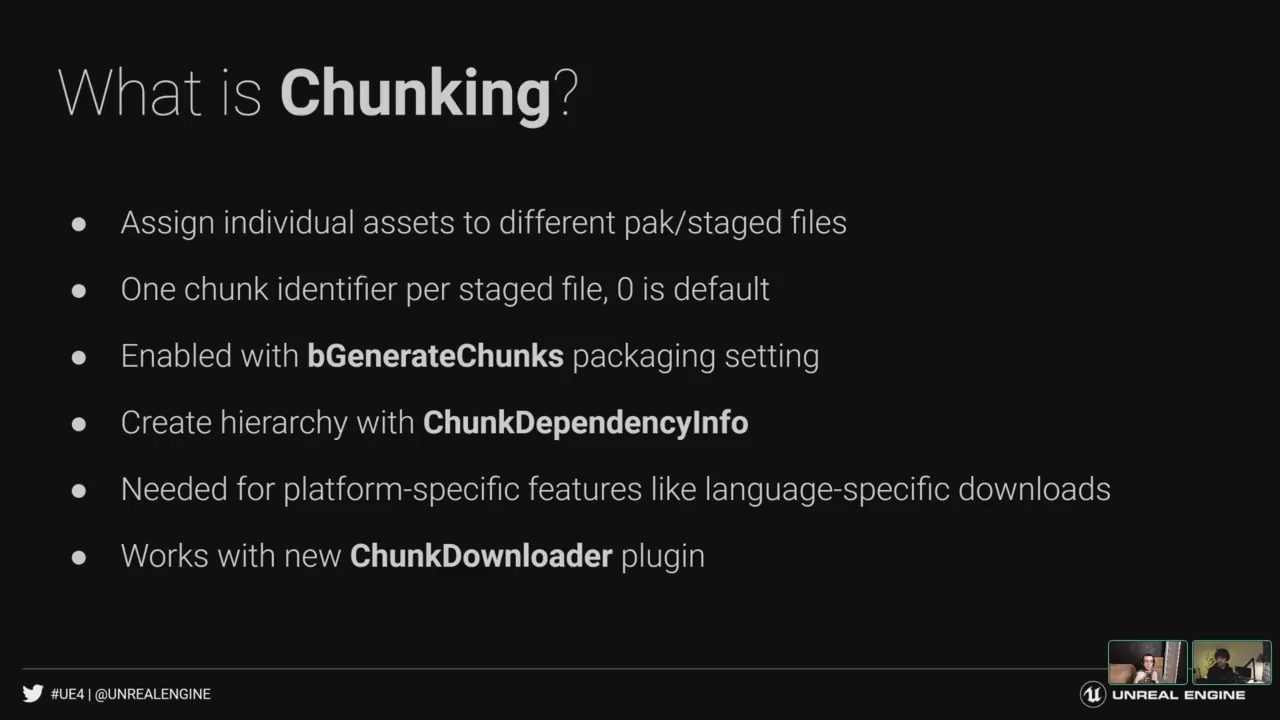 What is Chunking?
● Assign individual assets to different pak/staged files
● One chunk identifier per staged file, 0 is default
● Enabled with bGenerateChunks packaging setting
● Create hierarchy with ChunkDependencyInfo
● Needed for platform-specific features like language-specific downloads
● Works with new ChunkDownloader plugin
#UE4 | @UNREALENGINE
UNREAL ENGINE